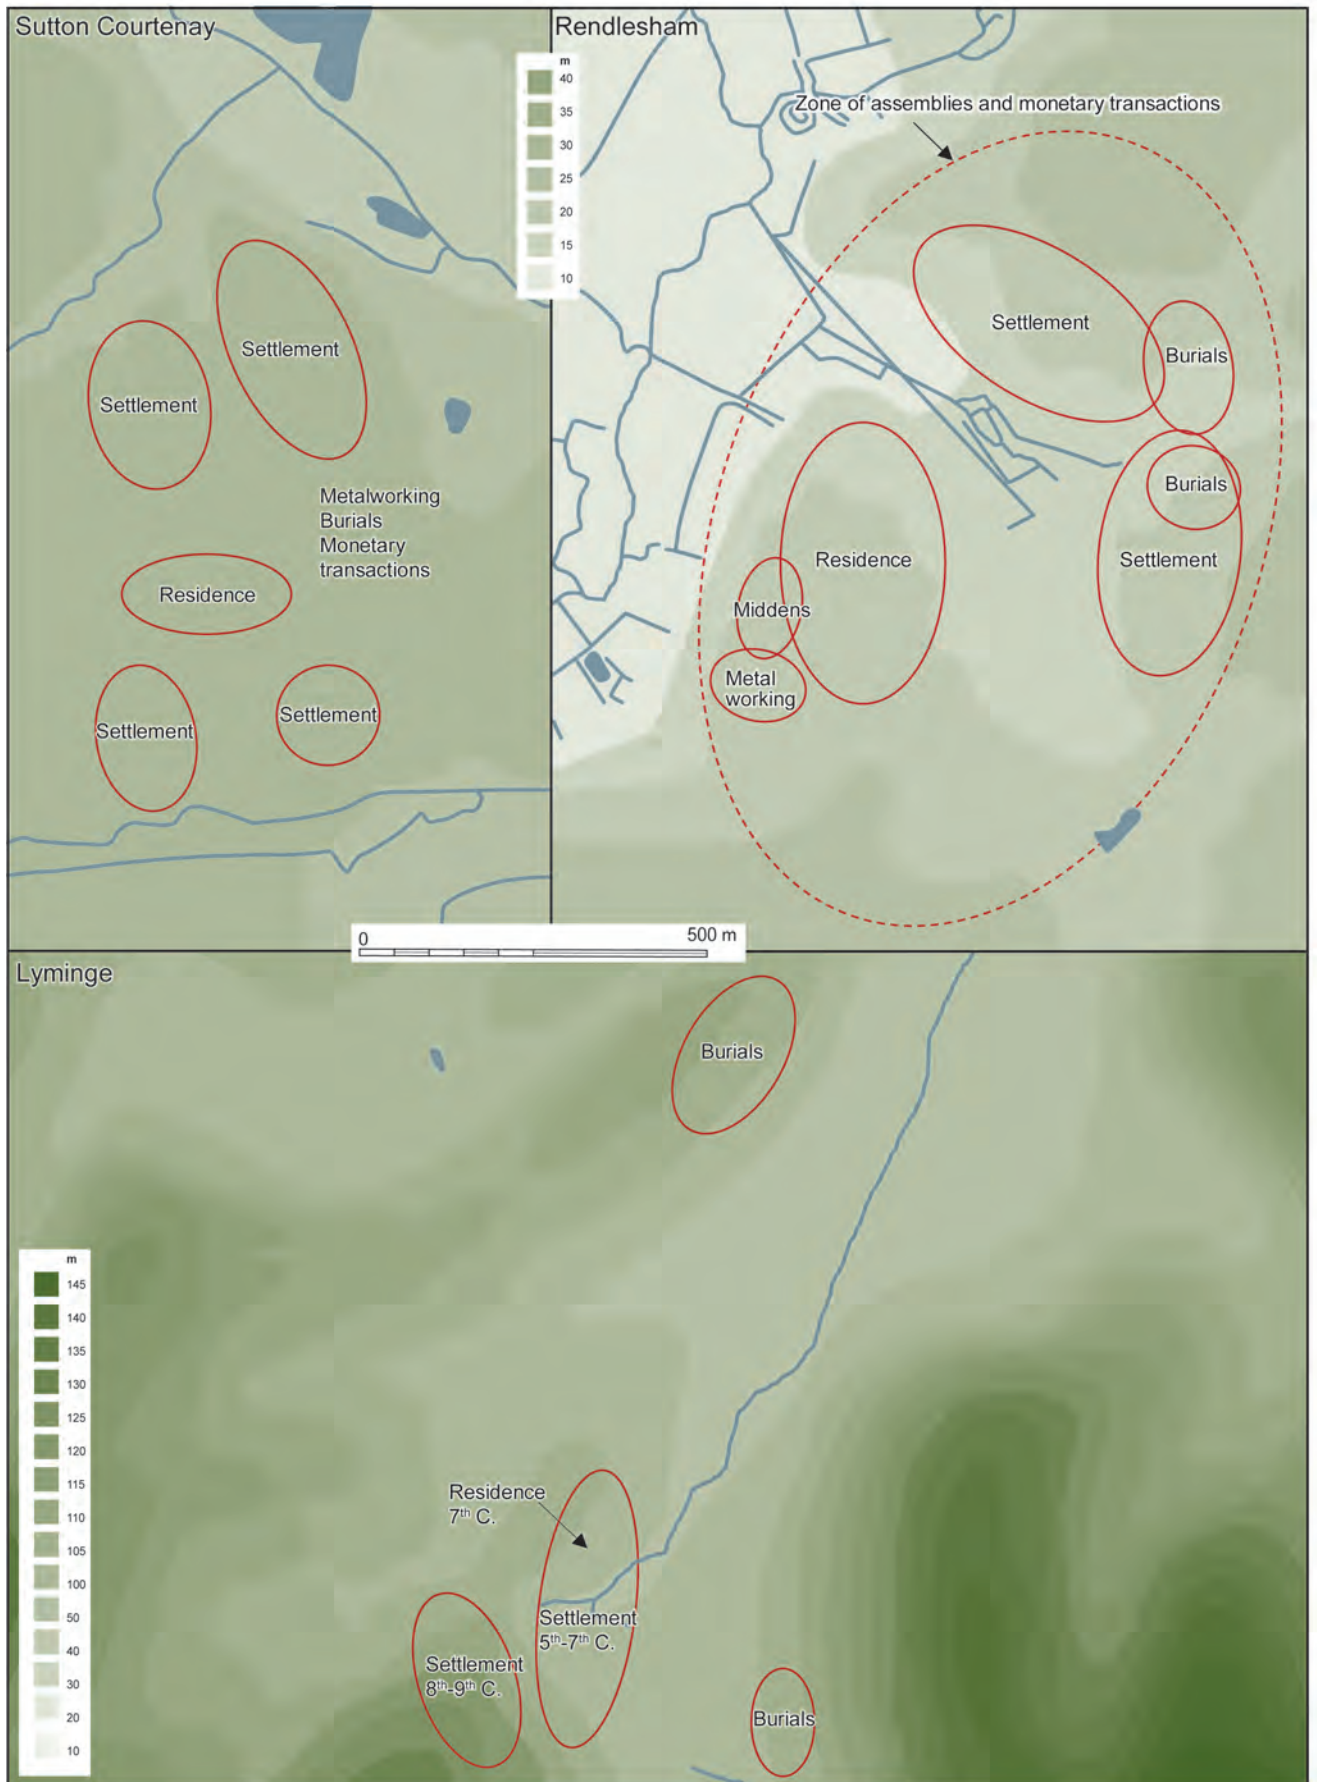 Sutton Courtenay
Settlement
Settlement
Metalworking
Burials
Monetary
transactions
Residence
Settlement
Settlement
m
40
35
30
25
20
15
10
Rendlesham
Zone of assemblies and monetary transactions
Settlement
Burials
Burials
Settlement
Residence
Middens
Metal
working
0
500 m
Lyminge
Burials
m
145
140
135
130
125
120
115
110
105
100
50
40
30
20
10
Residence
7th C.
Settlement
5th-7th C.
Settlement
8th-9th C.
Burials